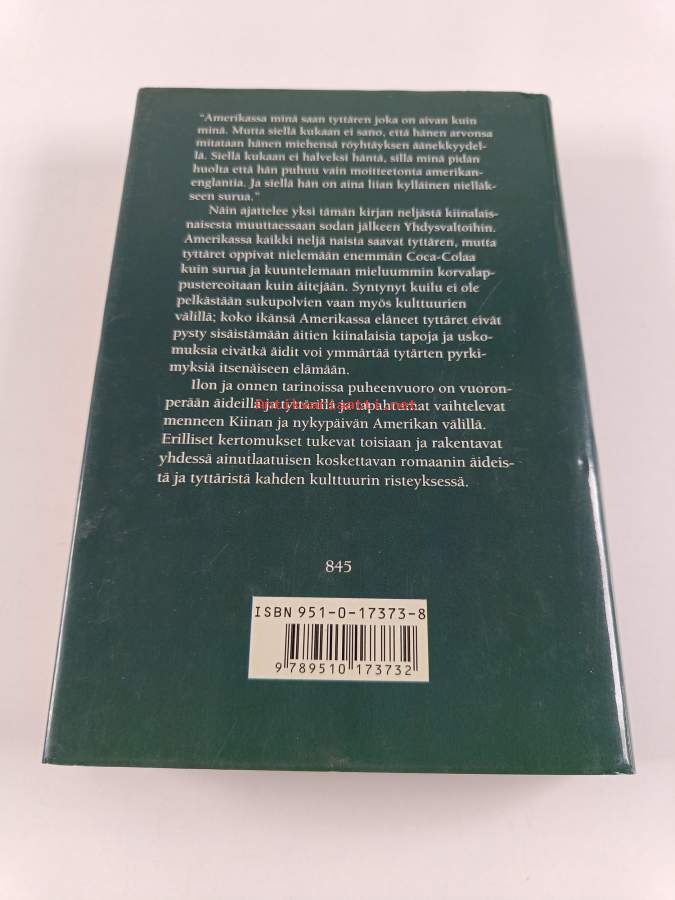 "Amerikassa minä saan tyttären joka on aivan kuin
minä. Mutta siellä kukaan ei sano, että hänen arvonsa
mitataan hänen miehensä röyhtäyksen äänekkyydel-
lä. Siellä kukaan ei halveksi häntä, sillä minä pidän
huolta että hän puhuu vain moitteetonta amerikan-
englantia. Ja siellä hän on aina liian kylläinen nielläk-
seen surua."
Näin ajattelee yksi tämän kirjan neljästä kiinalais-
naisesta muuttaessaan sodan jälkeen Yhdysvaltoihin.
Amerikassa kaikki neljä naista saavat tyttären, mutta
tyttäret oppivat nielemään enemmän Coca-Colaa
kuin surua ja kuuntelemaan mieluummin korvalap-
pustereoitaan kuin äitejään. Syntynyt kuilu ei ole
pelkästään sukupolvien vaan myös kulttuurien
välillä; koko ikänsä Amerikassa eläneet tyttäret eivät
pysty sisäistämään äitien kiinalaisia tapoja ja usko-
muksia eivätkä äidit voi ymmärtää tytärten pyrki-
myksiä itsenäiseen elämään.
Ilon ja onnen tarinoissa puheenvuoro on vuoron-
perään äideillä ja tyttärillä ja tapahtumat vaihtelevat
menneen Kiinan ja nykypäivän Amerikan välillä.
Erilliset kertomukset tukevat toisiaan ja rakentavat
yhdessä ainutlaatuisen koskettavan romaanin äideis-
tä ja tyttäristä kahden kulttuurin risteyksessä.
845
ISBN 951-0-17373-8
9 789510 173732